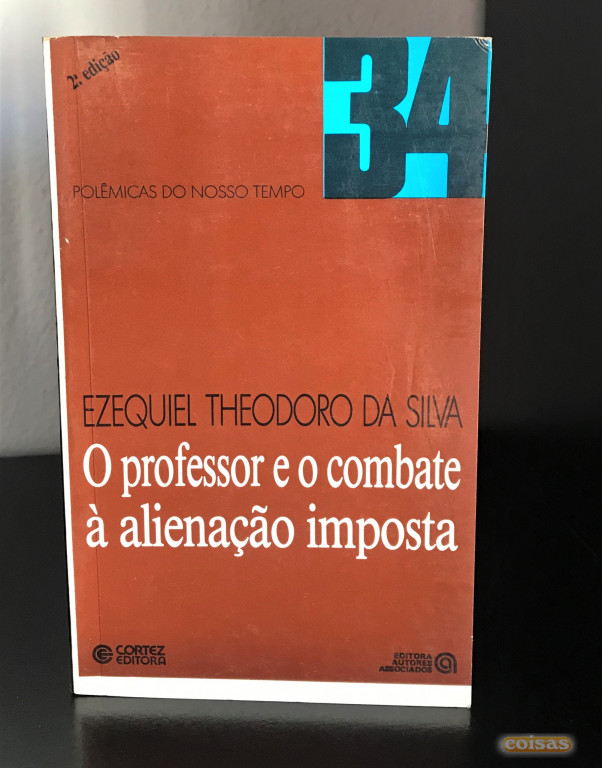 2ª edição
34
POLÊMICAS DO NOSSO TEMPO
EZEQUIEL THEODORO DA SILVA
O professor e o combate
à alienação imposta
CORTEZ
EDITORA
EDITORA
AUTORES
ASSOCIADOS
coisas